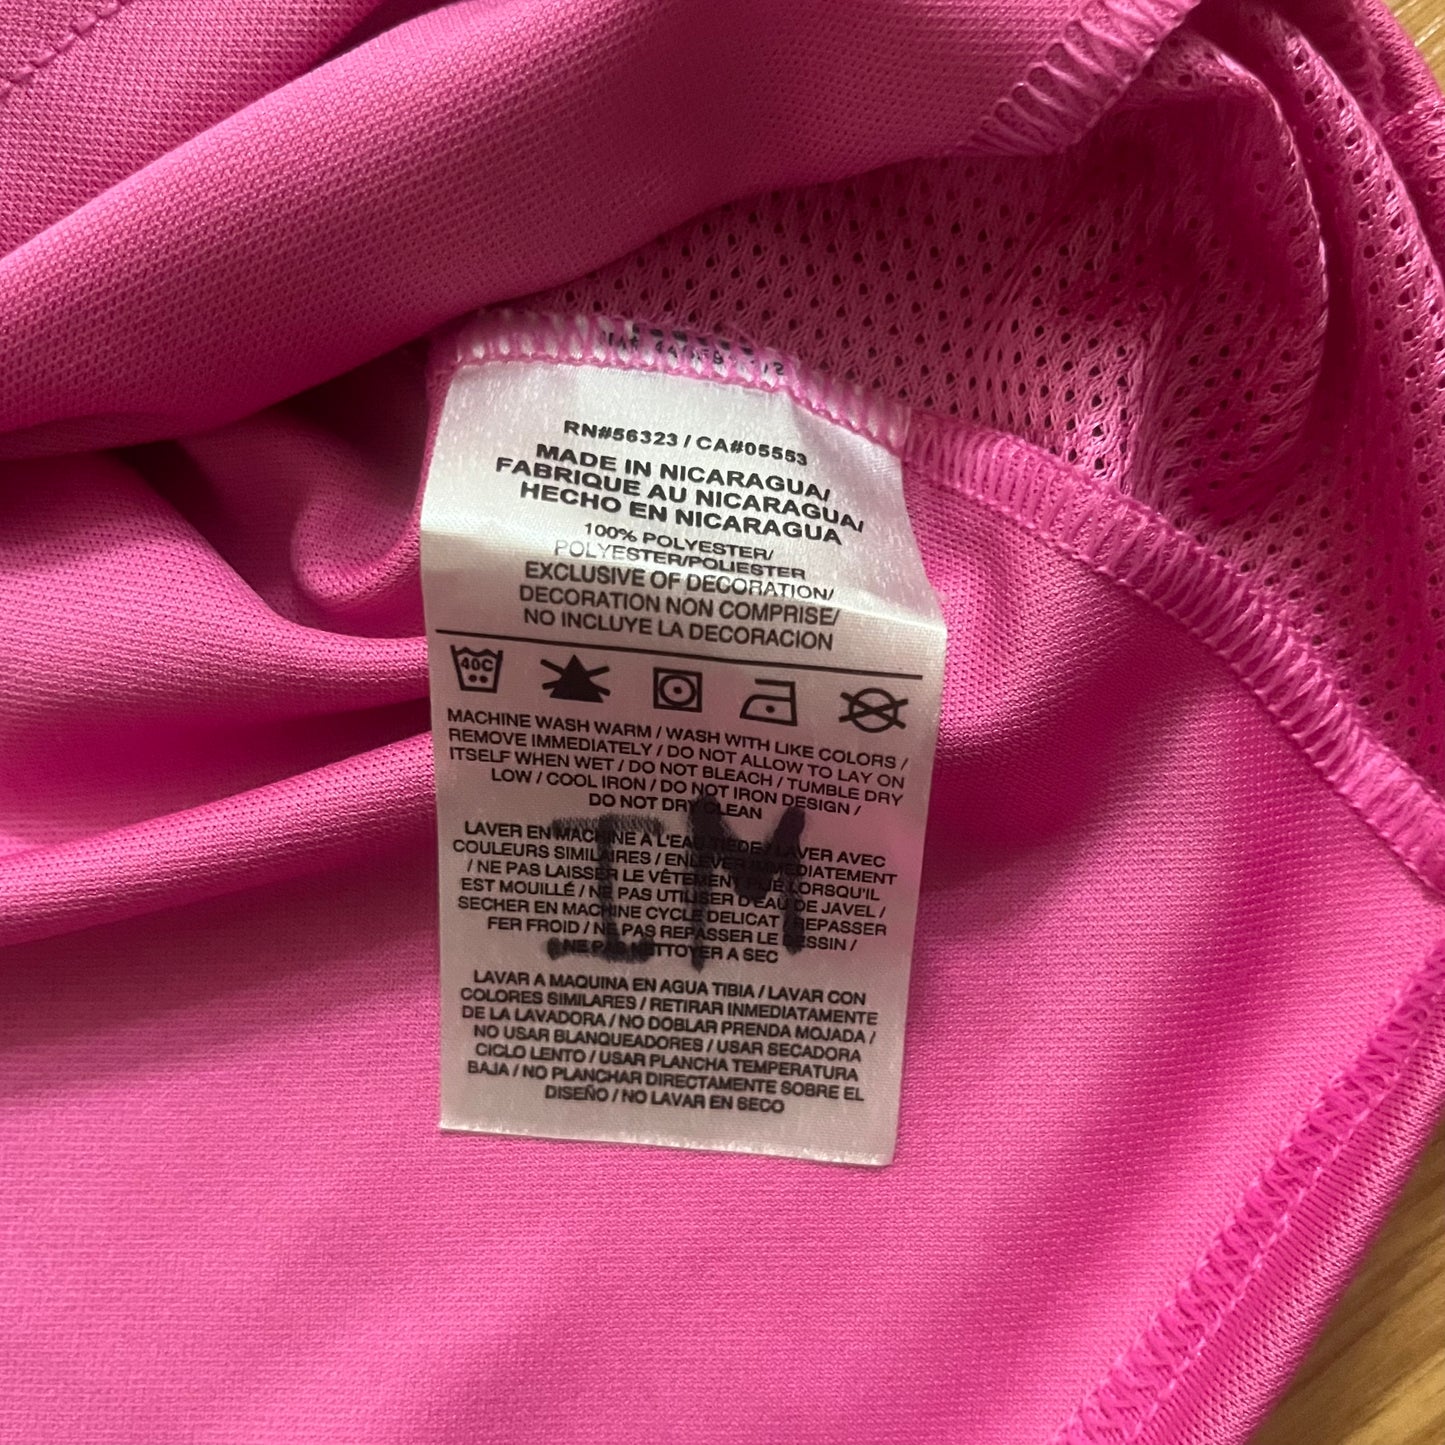 RN#56323 / CA#05553
MADE IN NICARAGUA/
FABRIQUE AU NICARAGUA/
HECHO EN NICARAGUA
100% POLYESTER/
POLYESTER/POLIESTER
EXCLUSIVE OF DECORATION/
DECORATION NON COMPRISE/
NO INCLUYE LA DECORACION
40C
MACHINE WASH WARM / WASH WITH LIKE COLORS /
REMOVE IMMEDIATELY / DO NOT ALLOW TO LAY ON
ITSELF WHEN WET / DO NOT BLEACH / TUMBLE DRY
LOW / COOL IRON / DO NOT IRON DESIGN /
DO NOT DRY CLEAN
IM
LAVER EN MACHINE A L'EAU TIEDE / LAVER AVEC
COULEURS SIMILAIRES / ENLEVER IMMEDIATEMENT
/ NE PAS LAISSER LE VÊTEMENT PLIE LORSQU'IL
EST MOUILLÉ / NE PAS UTILISER D'EAU DE JAVEL /
SECHER EN MACHINE CYCLE DELICAT / REPASSER
FER FROID / NE PAS REPASSER LE DESSIN /
NE PAS NETTOYER A SEC
LAVAR A MAQUINA EN AGUA TIBIA / LAVAR CON
COLORES SIMILARES / RETIRAR INMEDIATAMENTE
DE LA LAVADORA / NO DOBLAR PRENDA MOJADA /
NO USAR BLANQUEADORES / USAR SECADORA
CICLO LENTO / USAR PLANCHA TEMPERATURA
BAJA / NO PLANCHAR DIRECTAMENTE SOBRE EL
DISEÑO / NO LAVAR EN SECO